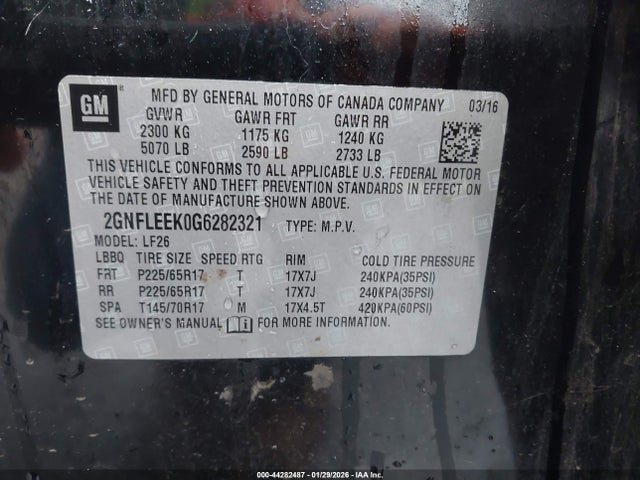 GM
MFD BY GENERAL MOTORS OF CANADA COMPANY 03/16
GVWR GAWR FRT GAWR RR
2300 KG 1175 KG 1240 KG
5070 LB 2590 LB 2733 LB
THIS VEHICLE CONFORMS TO ALL APPLICABLE U.S. FEDERAL MOTOR
VEHICLE SAFETY AND THEFT PREVENTION STANDARDS IN EFFECT ON
THE DATE OF MANUFACTURE SHOWN ABOVE.
2GNFLEEK0G6282321 TYPE: M.P.V.
MODEL: LF26
LBBQ TIRE SIZE SPEED RTG RIM COLD TIRE PRESSURE
FRT P225/65R17 T 17X7J 240KPA(35PSI)
RR P225/65R17 T 17X7J 240KPA(35PSI)
SPA T145/70R17 M 17X4.5T 420KPA(60PSI)
SEE OWNER'S MANUAL FOR MORE INFORMATION.
000-44282487 - 01/29/2026 - IAA Inc.